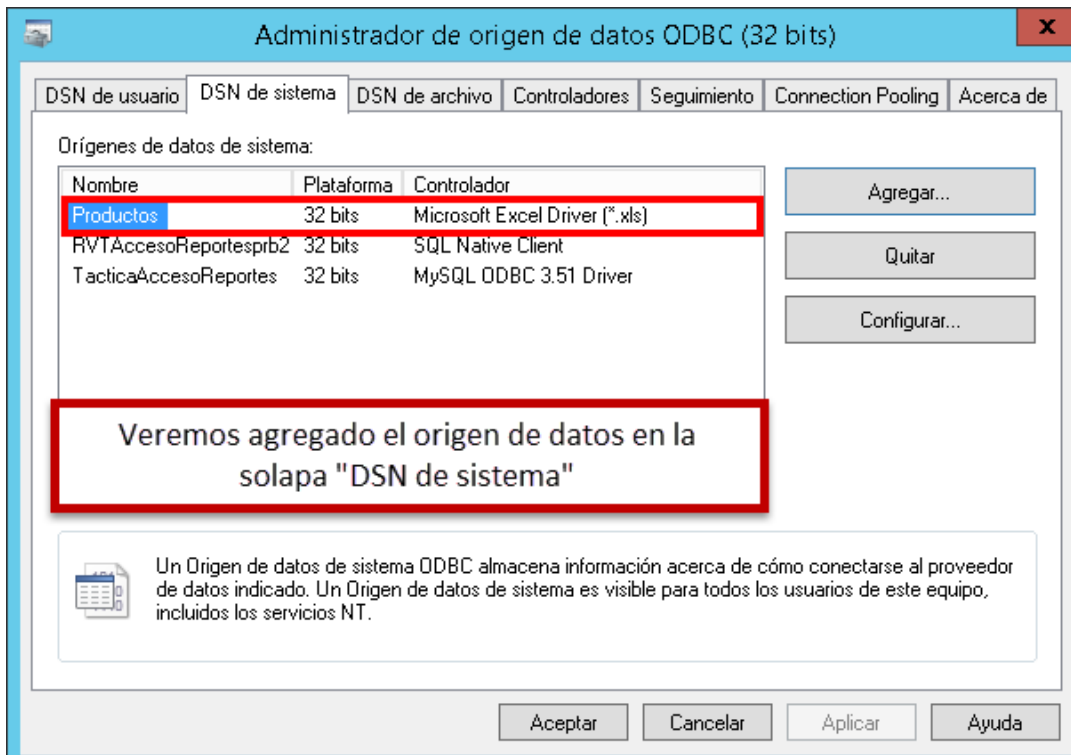 Administrador de origen de datos ODBC (32 bits)
x
DSN de usuario DSN de sistema DSN de archivo Controladores Seguimiento Connection Pooling Acerca de
Orígenes de datos de sistema:
Nombre Plataforma Controlador
Productos 32 bits Microsoft Excel Driver (*.xls)
RVTAccesoReportesprb2 32 bits SQL Native Client
TacticaAccesoReportes 32 bits MySQL ODBC 3.51 Driver
Agregar...
Quitar
Configurar...
Veremos agregado el origen de datos en la
solapa "DSN de sistema"
Un Origen de datos de sistema ODBC almacena información acerca de cómo conectarse al proveedor
de datos indicado. Un Origen de datos de sistema es visible para todos los usuarios de este equipo,
incluidos los servicios NT.
Aceptar Cancelar Aplicar Ayuda